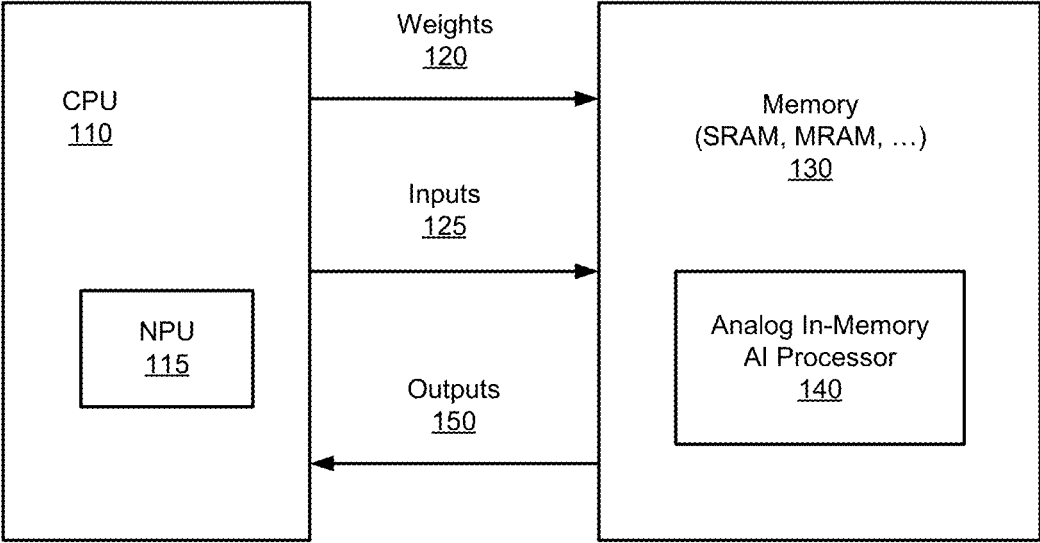 CPU
110
NPU
115
Weights
120
Inputs
125
Outputs
150
Memory
(SRAM, MRAM, …)
130
Analog In-Memory
AI Processor
140